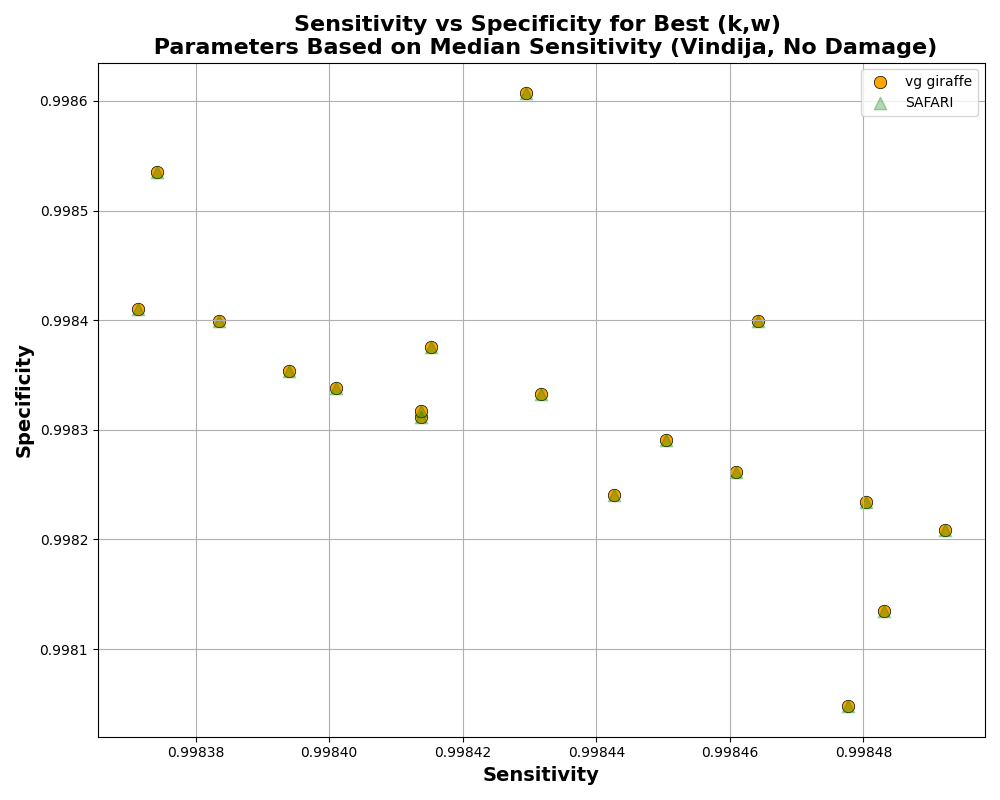 Sensitivity vs Specificity for Best (k,w)
Parameters Based on Median Sensitivity (Vindija, No Damage)
vg giraffe
SAFARI
Specificity
0.9986
0.9985
0.9984
0.9983
0.9982
0.9981
0.99838
0.99840
0.99842
0.99844
0.99846
0.99848
Sensitivity